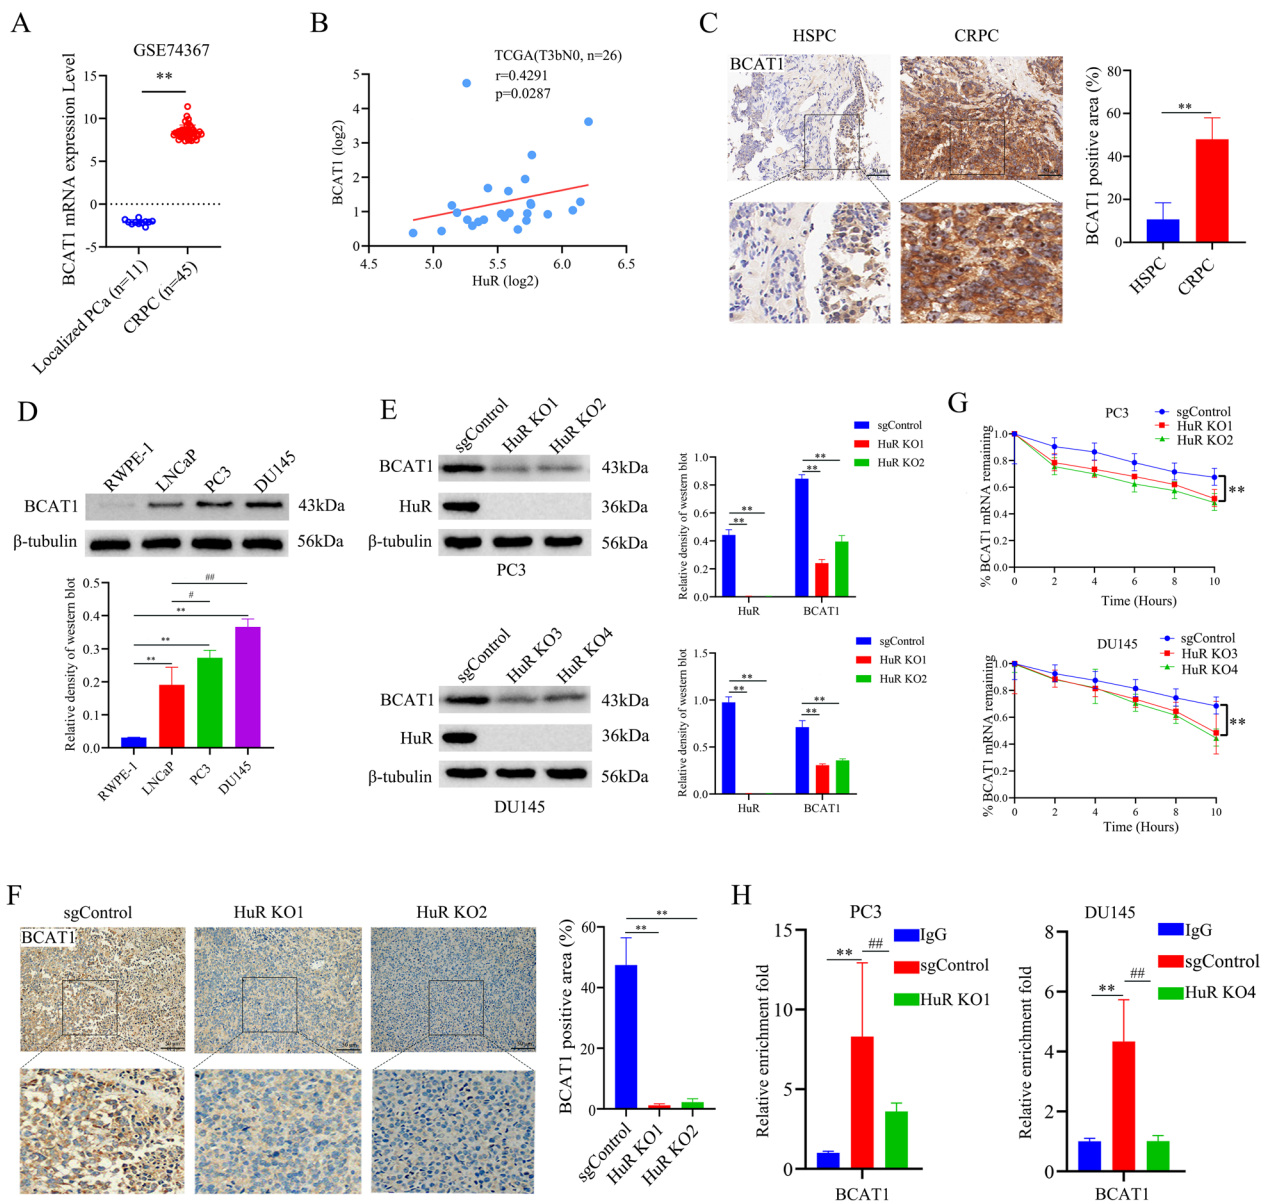 A
GSE74367
BCAT1 mRNA expression Level
15
**
10
5
0
-5
Localized PCa (n=11)
CRPC (n=45)
B
TCGA(T3bN0, n=26)
r=0.4291
p=0.0287
BCAT1 (log2)
5
4
3
2
1
0
4.5 5.0 5.5 6.0 6.5
HuR (log2)
C
HSPC CRPC
BCAT1
50 μm
BCAT1 positive area (%)
80
60
40
20
0
**
HSPC
CRPC
D
RWPE-1 LNCaP PC3 DU145
BCAT1 43kDa
β-tubulin 56kDa
Relative density of western blot
0.5
0.4
0.3
0.2
0.1
0.0
##
#
**
**
**
RWPE-1
LNCaP
PC3
DU145
E
sgControl HuR KO1 HuR KO2
BCAT1 43kDa
HuR 36kDa
β-tubulin 56kDa
PC3
sgControl
HuR KO1
HuR KO2
Relative density of western blot
1.0
0.8
0.6
0.4
0.2
0.0
**
**
**
**
HuR BCAT1
sgControl HuR KO3 HuR KO4
BCAT1 43kDa
HuR 36kDa
β-tubulin 56kDa
DU145
sgControl
HuR KO1
HuR KO2
Relative density of western blot
1.5
1.0
0.5
0.0
**
**
**
**
HuR BCAT1
G
PC3
sgControl
HuR KO1
HuR KO2
% BCAT1 mRNA remaining
1.0
0.8
0.6
0.4
0.2
0.0
**
0 2 4 6 8 10
Time (Hours)
DU145
sgControl
HuR KO3
HuR KO4
% BCAT1 mRNA remaining
1.0
0.8
0.6
0.4
0.2
0.0
**
0 2 4 6 8 10
Time (Hours)
F
sgControl HuR KO1 HuR KO2
BCAT1
50 μm
BCAT1 positive area (%)
60
40
20
0
**
**
sgControl
HuR KO1
HuR KO2
H
PC3
IgG
sgControl
HuR KO1
Relative enrichment fold
15
10
5
0
**
##
BCAT1
DU145
IgG
sgControl
HuR KO4
Relative enrichment fold
8
6
4
2
0
**
##
BCAT1